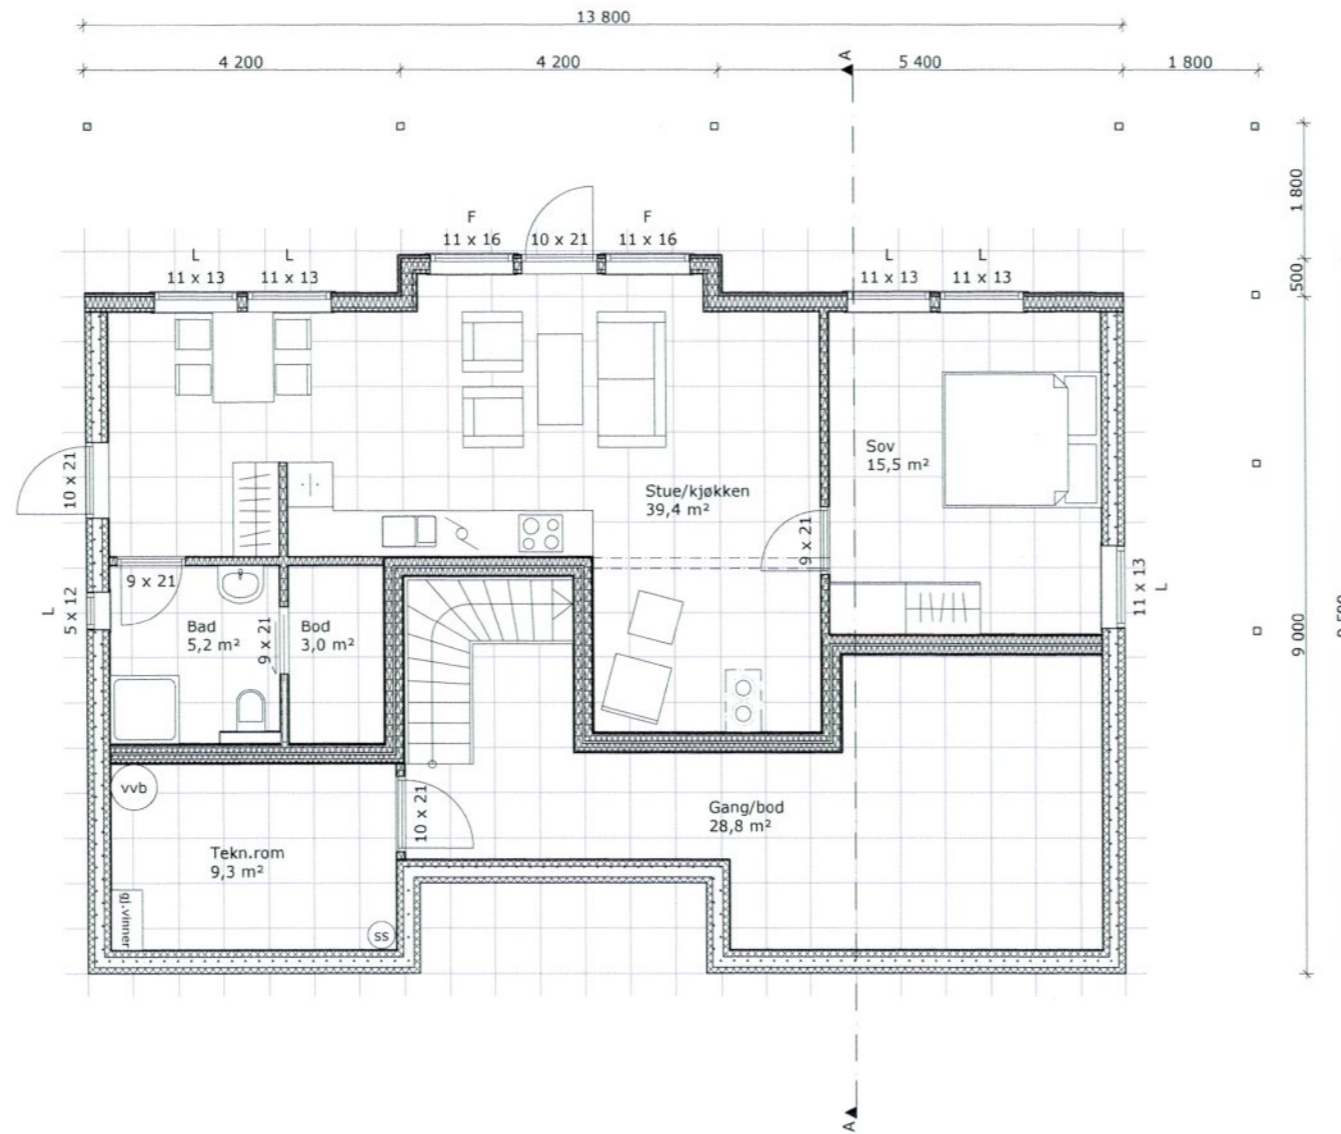 13 800
4 200
4 200
A
5 400
1 800
1 800
500
F
11 x 16
10 x 21
F
11 x 16
L
11 x 13
L
11 x 13
L
11 x 13
L
11 x 13
Sov
15,5 m²
10 x 21
Stue/kjøkken
39,4 m²
9 x 21
9 x 21
L
5 x 12
11 x 13
L
9 000
Bad
5,2 m²
9 x 21
Bod
3,0 m²
vvb
10 x 21
Gang/bod
28,8 m²
Tekn.rom
9,3 m²
gl.vinner
ss
A